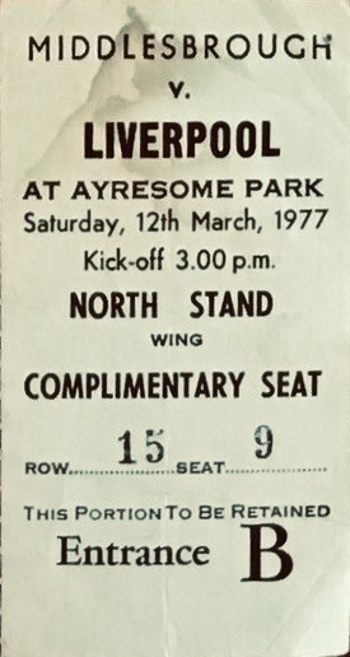 MIDDLESBROUGH
v.
LIVERPOOL
AT AYRESOME PARK
Saturday, 12th March, 1977
Kick-off 3.00 p.m.
NORTH STAND
WING
COMPLIMENTARY SEAT
ROW 15 SEAT 9
THIS PORTION TO BE RETAINED
Entrance B